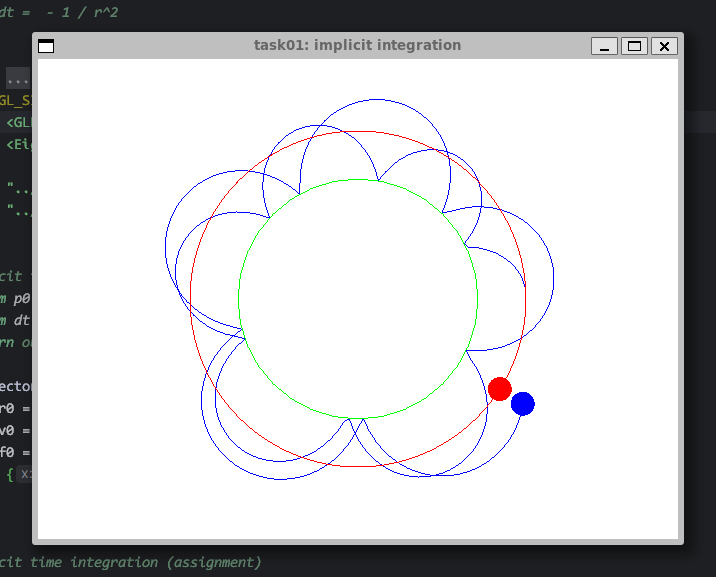 dt =  - 1 / r^2
task01: implicit integration
...
GL_S
<GL
<Ei
"..
"..
cit
m p0
m dt
rn
ecto
r0 =
v0 =
f0 =
{ x
cit time integration (assignment)